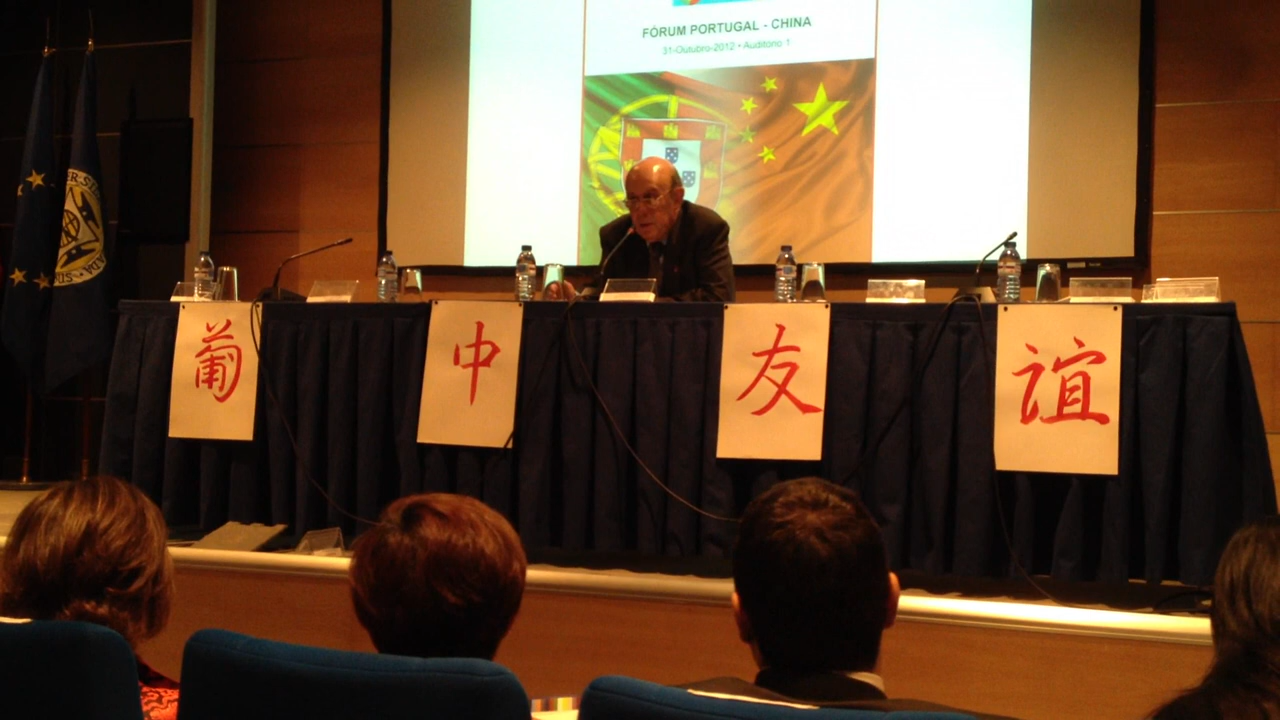 FÓRUM PORTUGAL - CHINA
31-Outubro-2012 • Auditório 1
葡 中 友 谊